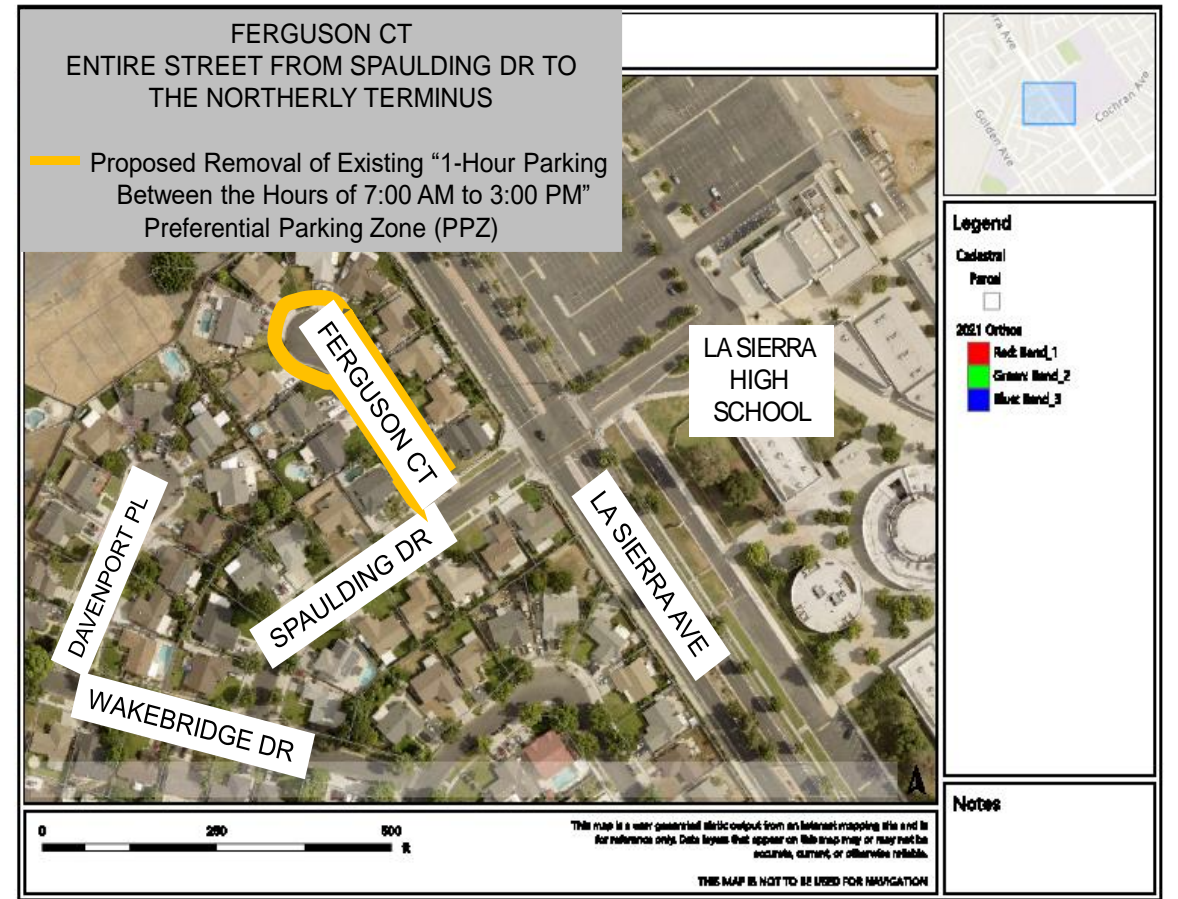 FERGUSON CT
ENTIRE STREET FROM SPAULDING DR TO
THE NORTHERLY TERMINUS
Proposed Removal of Existing “1-Hour Parking
Between the Hours of 7:00 AM to 3:00 PM”
Preferential Parking Zone (PPZ)
FERGUSON CT
LA SIERRA
HIGH
SCHOOL
DAVENPORT PL
SPAULDING DR
LA SIERRA AVE
WAKEBRIDGE DR
Golden Ave
Cochran Ave
Legend
Cadastral
Parcel
2021 Orthos
Red: Band_1
Green: Band_2
Blue: Band_3
Notes
0 250 500
ft
This map is a user generated static output from an Internet mapping site and is
for reference only. Data layers that appear on this map may or may not be
accurate, current, or otherwise reliable.
THIS MAP IS NOT TO BE USED FOR NAVIGATION